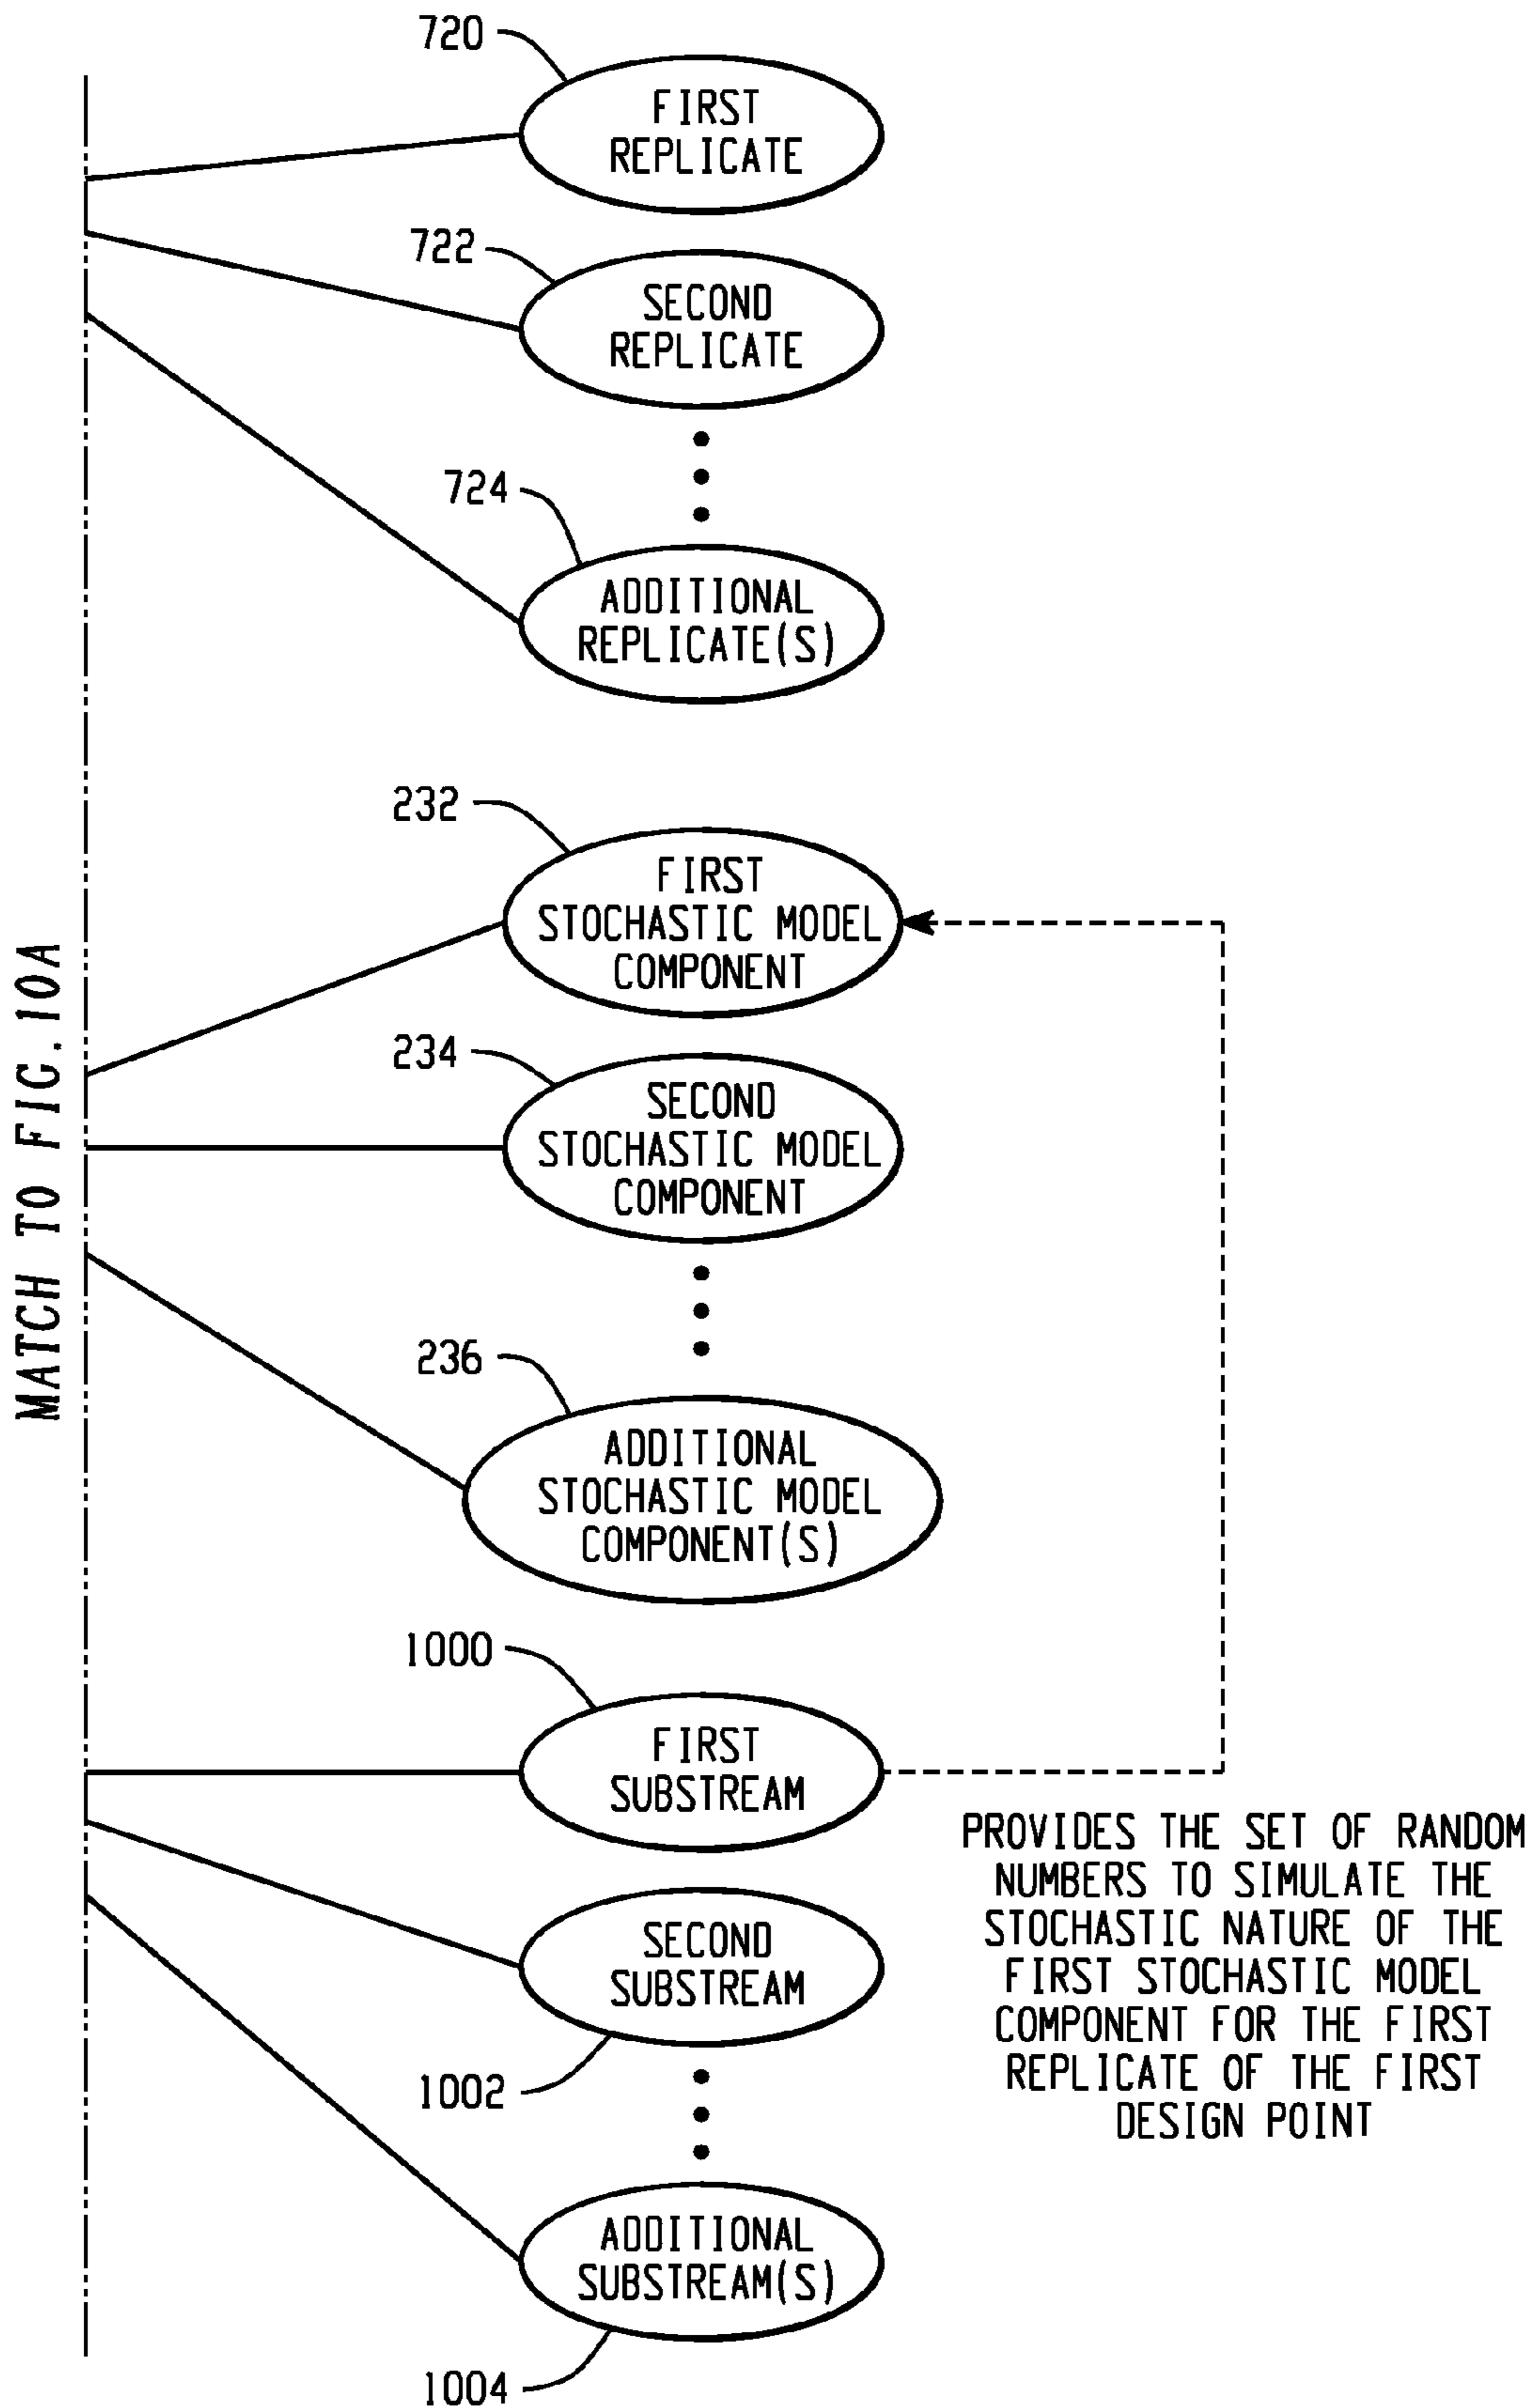 720
FIRST
REPLICATE
722
SECOND
REPLICATE
724
ADDITIONAL
REPLICATE(S)
MATCH TO FIG.10A
232
FIRST
STOCHASTIC MODEL
COMPONENT
234
SECOND
STOCHASTIC MODEL
COMPONENT
236
ADDITIONAL
STOCHASTIC MODEL
COMPONENT(S)
1000
FIRST
SUBSTREAM
PROVIDES THE SET OF RANDOM
NUMBERS TO SIMULATE THE
STOCHASTIC NATURE OF THE
FIRST STOCHASTIC MODEL
COMPONENT FOR THE FIRST
REPLICATE OF THE FIRST
DESIGN POINT
SECOND
SUBSTREAM
1002
ADDITIONAL
SUBSTREAM(S)
1004